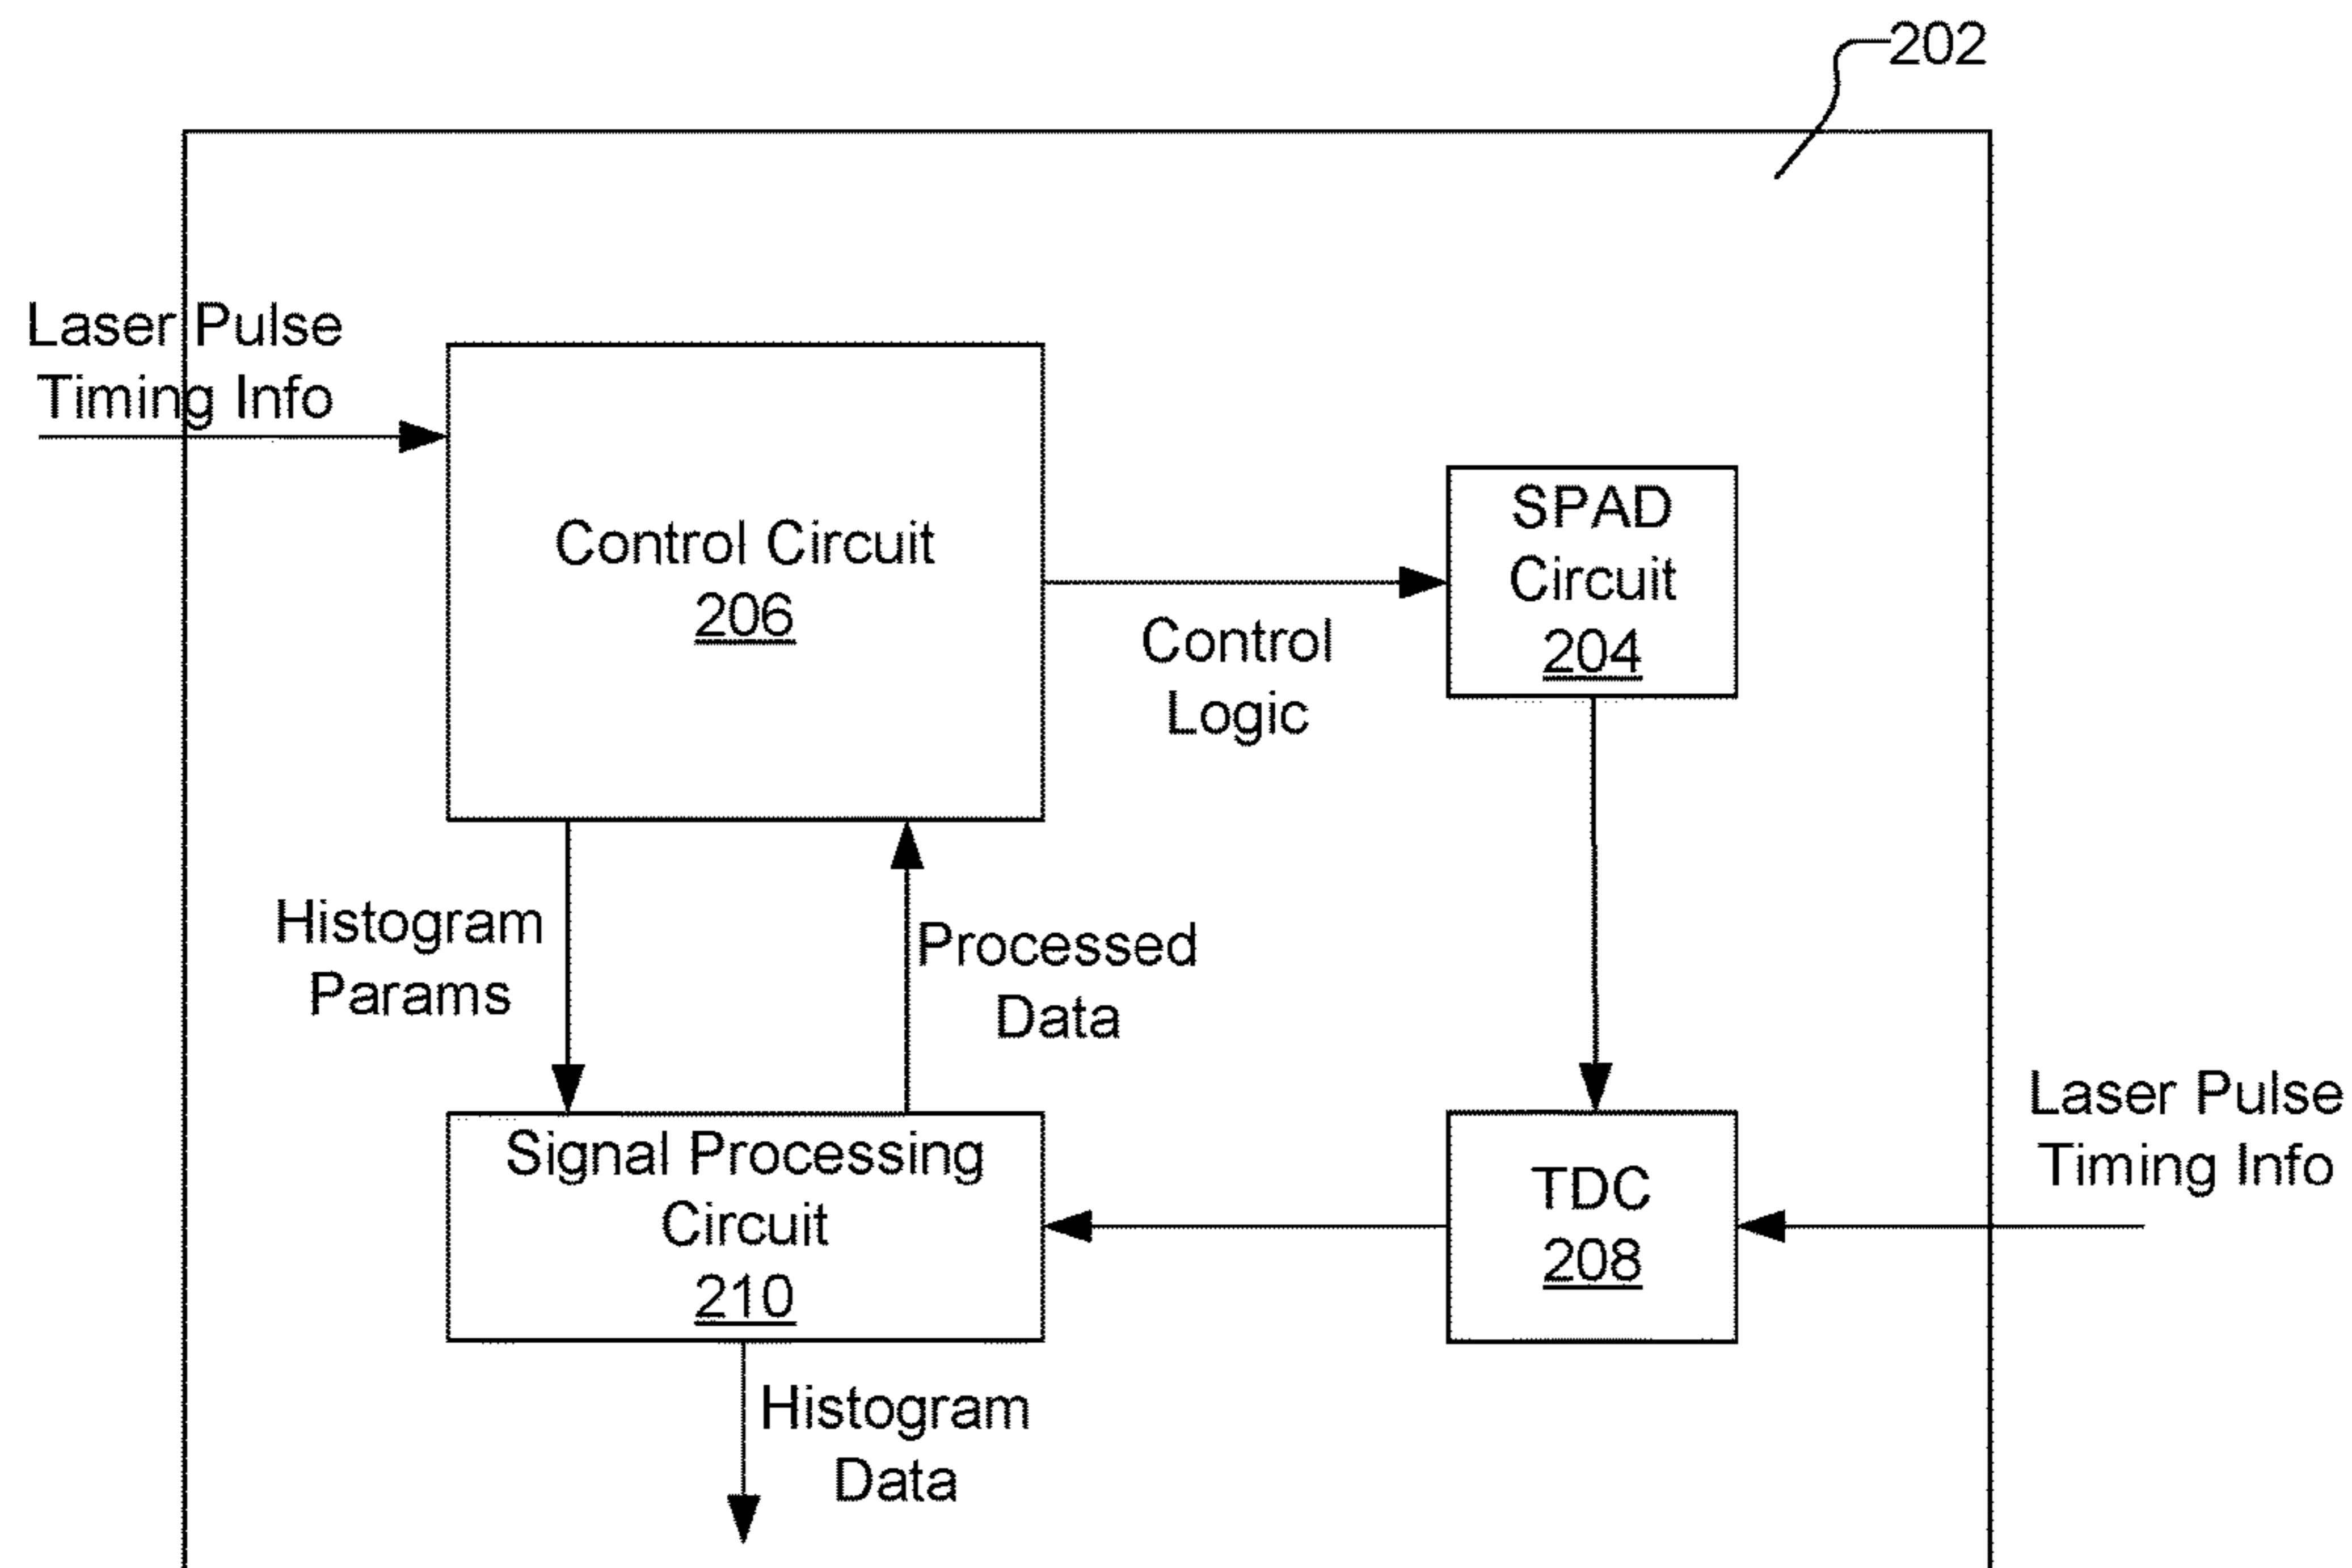 202
Laser Pulse
Timing Info
Control Circuit
206
SPAD
Circuit
204
Control
Logic
Histogram
Params
Processed
Data
Laser Pulse
Timing Info
Signal Processing
Circuit
210
TDC
208
Histogram
Data